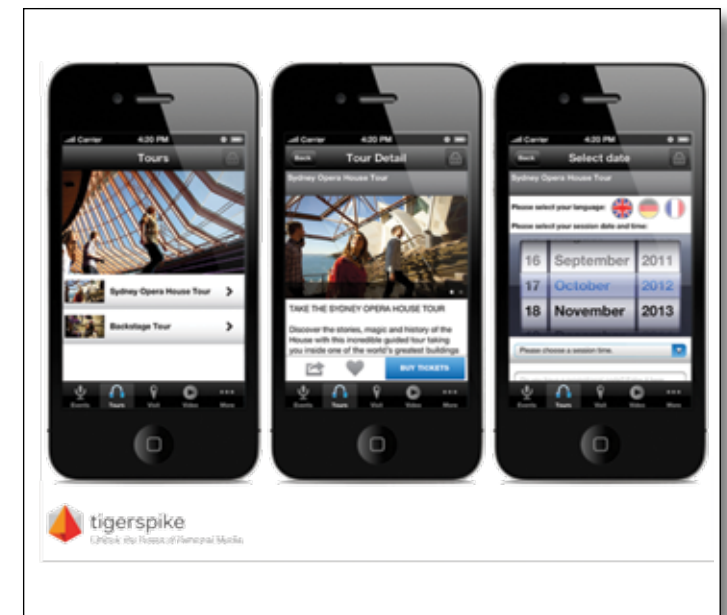 Carrier 4:20 PM
Tours
Sydney Opera House Tour
Backstage Tour
Events Tours Visit Video More
Carrier 4:20 PM
Back Tour Detail
Sydney Opera House Tour
TAKE THE SYDNEY OPERA HOUSE TOUR
Discover the stories, magic and history of the
House with this incredible guided tour taking
you inside one of the world's greatest buildings
BUY TICKETS
Events Tours Visit Video More
Carrier 4:20 PM
Back Select date
Sydney Opera House Tour
Please select your language:
Please select your session date and time:
16 September 2011
17 October 2012
18 November 2013
Please choose a session time.
Events Tours Visit Video More
tigerspike